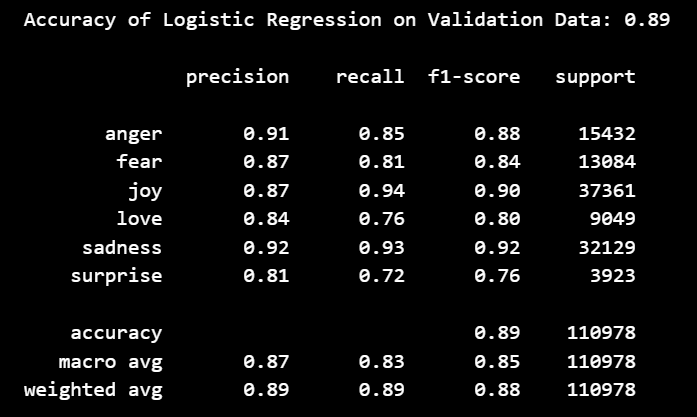 Accuracy of Logistic Regression on Validation Data: 0.89
precision recall f1-score support
anger 0.91 0.85 0.88 15432
fear 0.87 0.81 0.84 13084
joy 0.87 0.94 0.90 37361
love 0.84 0.76 0.80 9049
sadness 0.92 0.93 0.92 32129
surprise 0.81 0.72 0.76 3923
accuracy 0.89 110978
macro avg 0.87 0.83 0.85 110978
weighted avg 0.89 0.89 0.88 110978